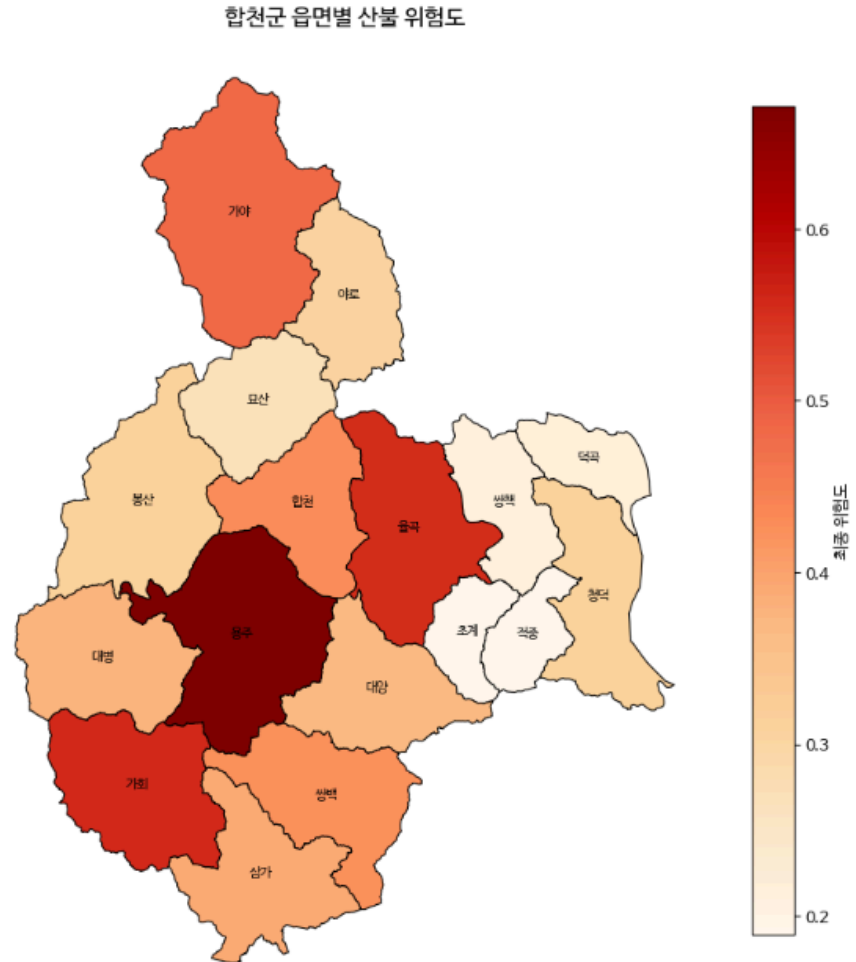 합천군 읍면별 산불 위험도
가야
야로
묘산
봉산
합천
율곡
쌍책
덕곡
청덕
초계
적중
용주
대병
대양
가회
쌍백
삼가
0.6
0.5
0.4
0.3
0.2
최종 위험도